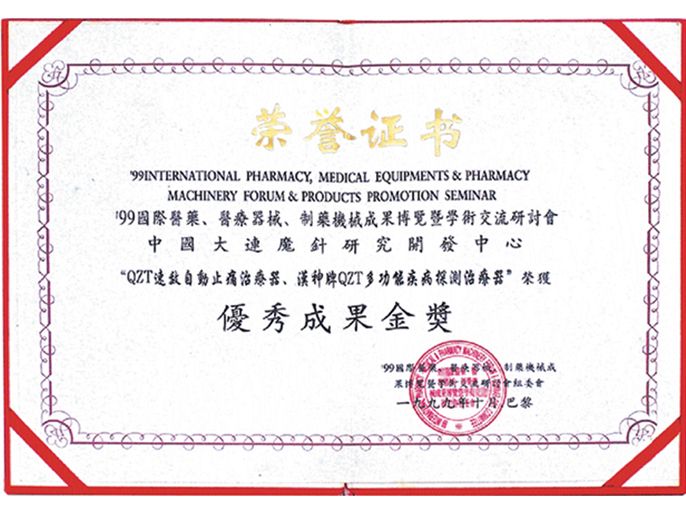 荣誉证书
'99INTERNATIONAL PHARMACY, MEDICAL EQUIPMENTS & PHARMACY
MACHINERY FORUM & PRODUCTS PROMOTION SEMINAR
'99國際醫藥、醫療器械、制藥機械成果博覽暨學術交流研討會
中國大連魔針研究開發中心
“QZT速效自動止痛治療器、漢神牌QZT多功能疾病探測治療器”榮獲
優秀成果金獎
'99國際醫藥、醫療器械、制藥機械成
果博覽暨學術交流研討會組委會
一九九九年十月巴黎